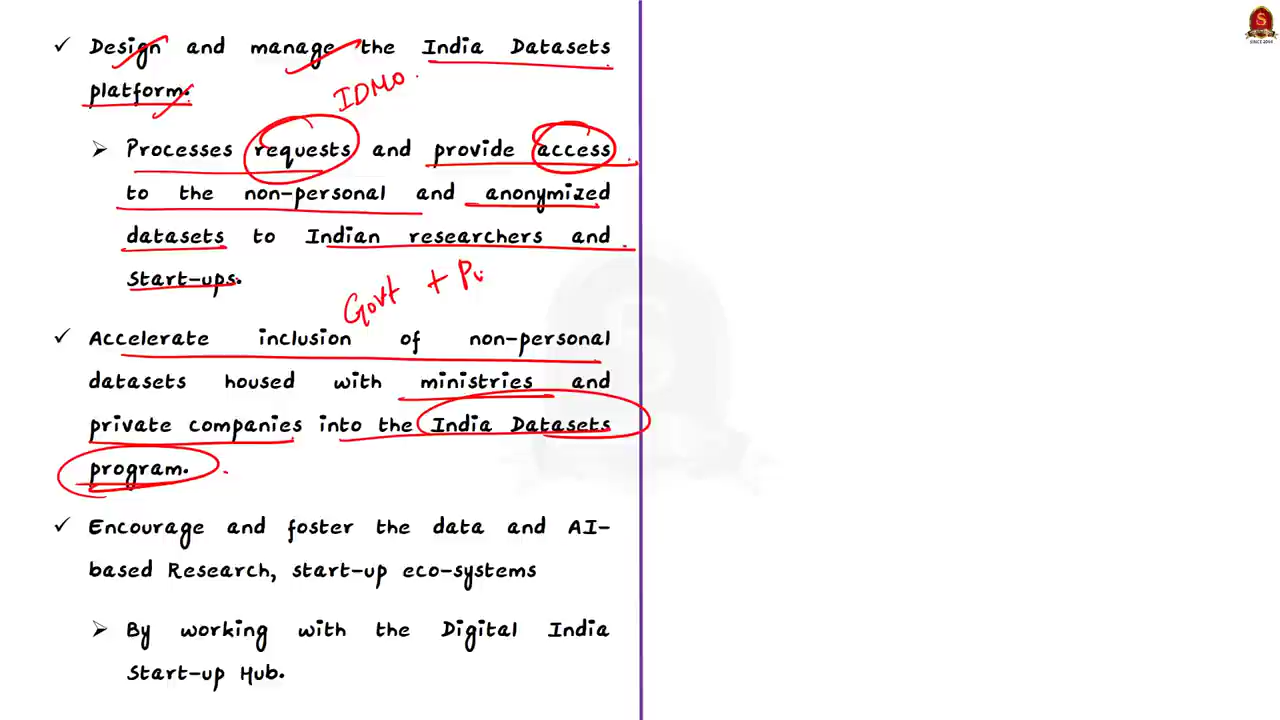 ✓ Design and manage the India Datasets
platform.
IDMO
➢ Processes requests and provide access
to the non-personal and anonymized
datasets to Indian researchers and
Start-ups.
Govt + Pu
✓ Accelerate inclusion of non-personal
datasets housed with ministries and
private companies into the India Datasets
program.
✓ Encourage and foster the data and AI-
based Research, start-up eco-systems
➢ By working with the Digital India
Start-up Hub.
S
SINCE 2004